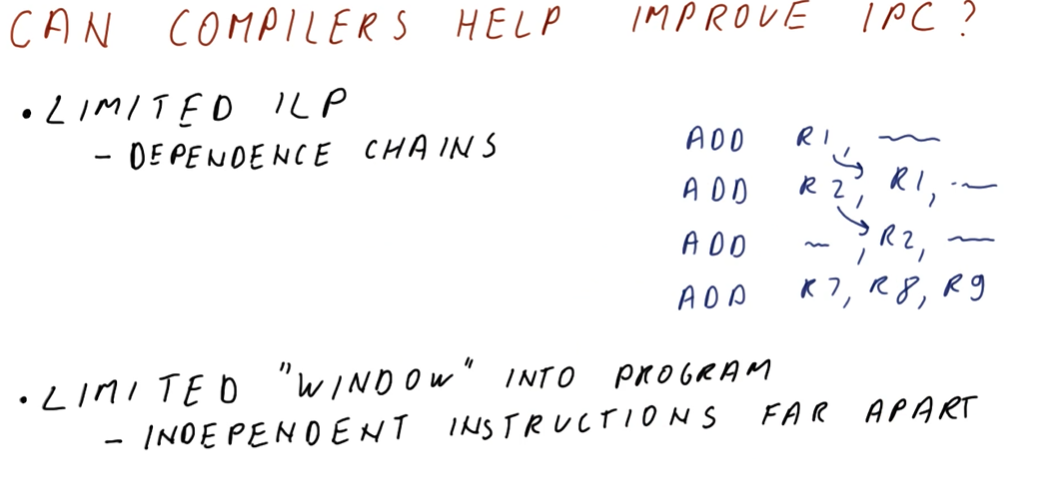 CAN COMPILERS HELP IMPROVE IPC?
• LIMITED ILP
- DEPENDENCE CHAINS
ADD R1,
ADD R2, R1,
ADD , R2,
ADD R7, R8, R9
• LIMITED "WINDOW" INTO PROGRAM
- INDEPENDENT INSTRUCTIONS FAR APART